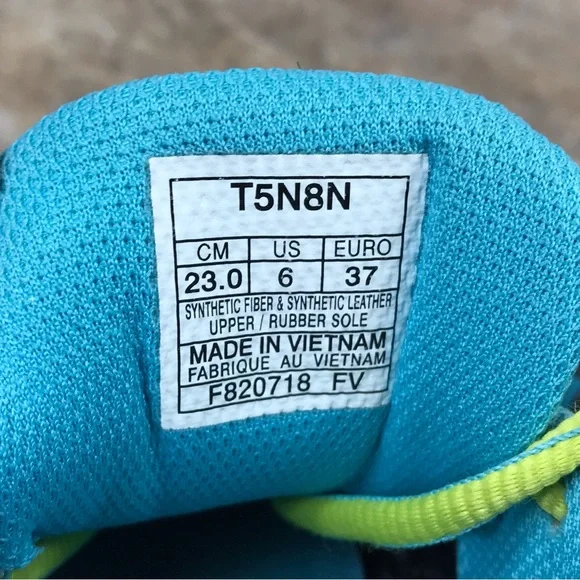 T5N8N
CM US EURO
23.0 6 37
SYNTHETIC FIBER & SYNTHETIC LEATHER
UPPER / RUBBER SOLE
MADE IN VIETNAM
FABRIQUE AU VIETNAM
F820718 FV